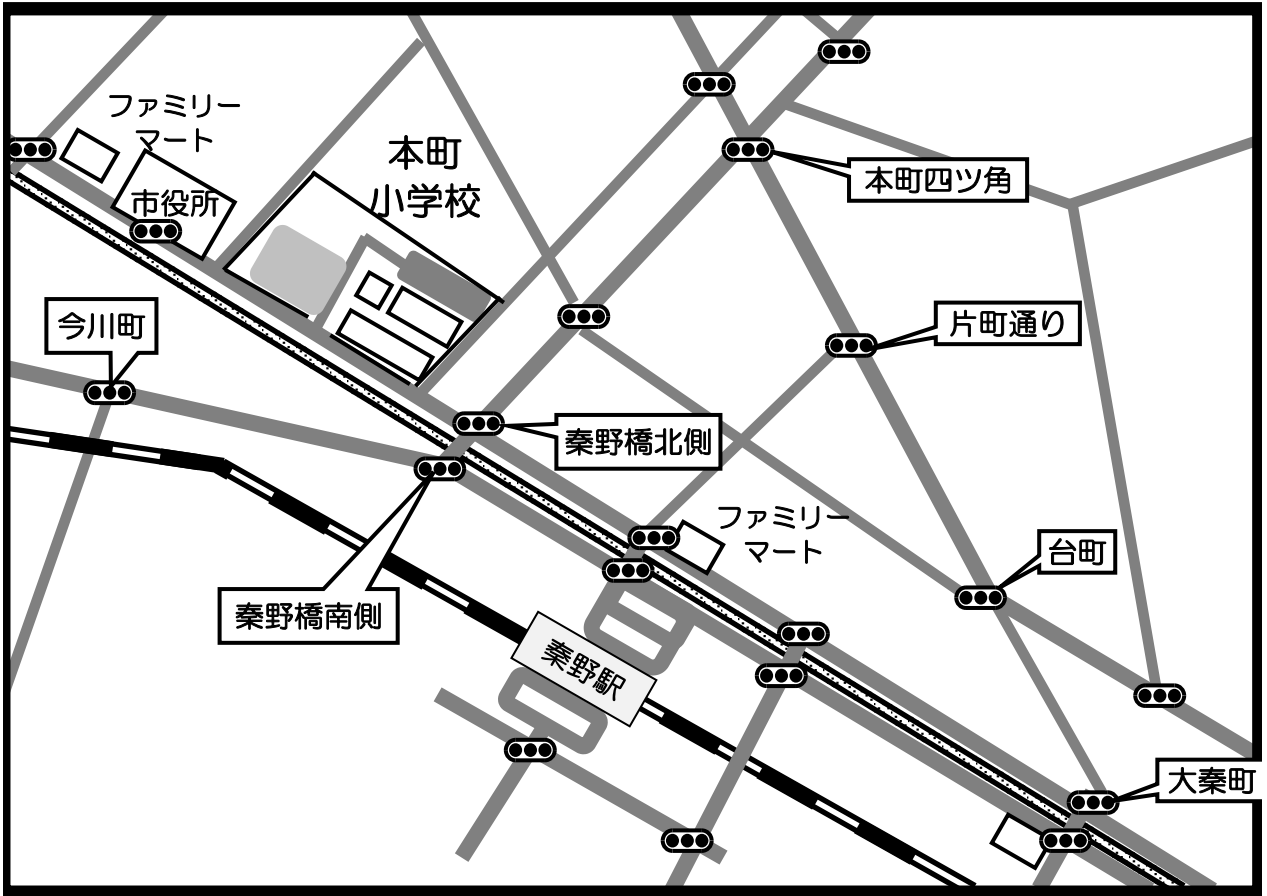 ファミリー
マート
市役所
本町
小学校
本町四ツ角
今川町
片町通り
秦野橋北側
ファミリー
マート
台町
秦野橋南側
秦野駅
大秦町